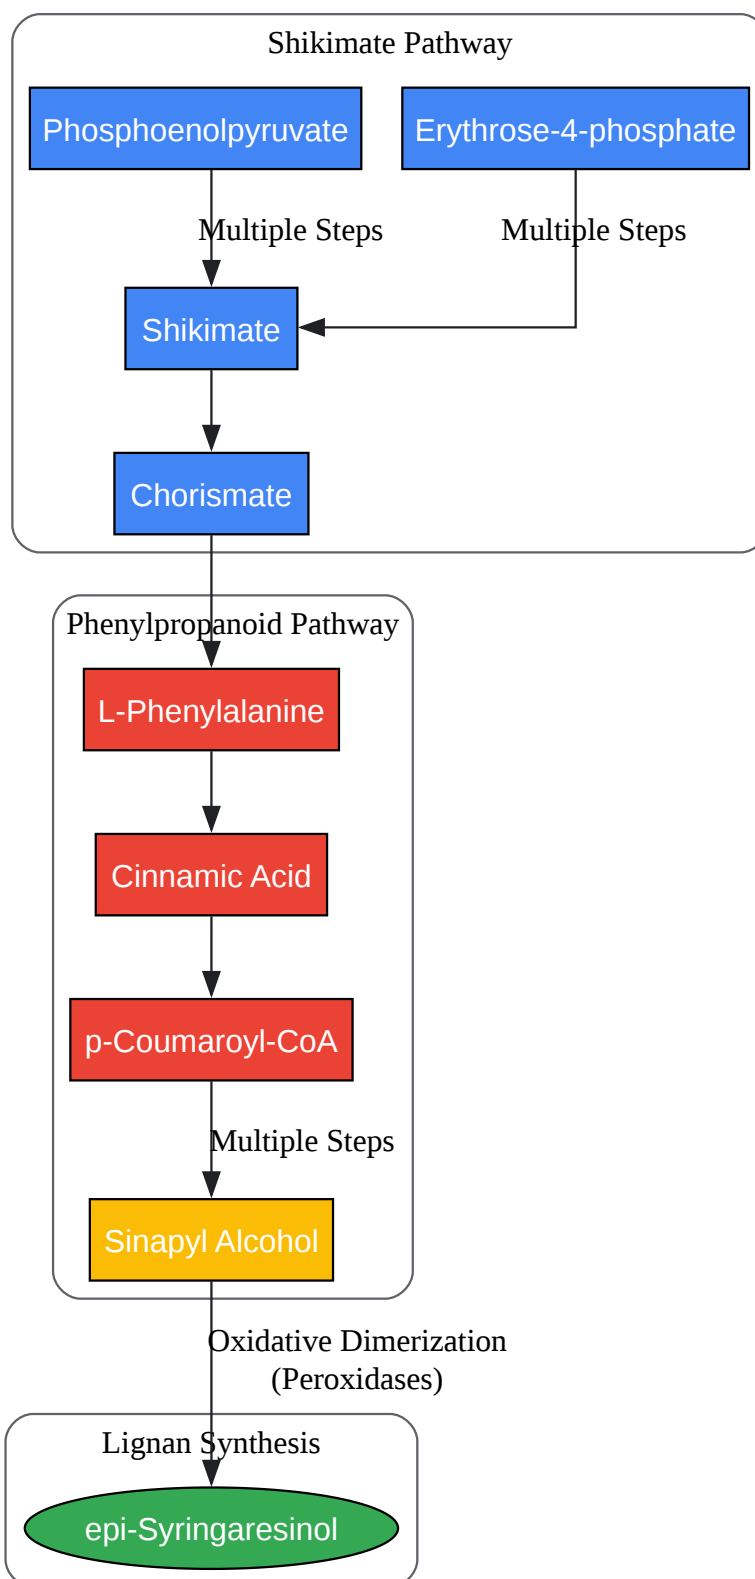 Shikimate Pathway
Phosphoenolpyruvate
Erythrose-4-phosphate
Multiple Steps
Multiple Steps
Shikimate
Chorismate
Phenylpropanoid Pathway
L-Phenylalanine
Cinnamic Acid
p-Coumaroyl-CoA
Multiple Steps
Sinapyl Alcohol
Oxidative Dimerization
(Peroxidases)
Lignan Synthesis
epi-Syringaresinol